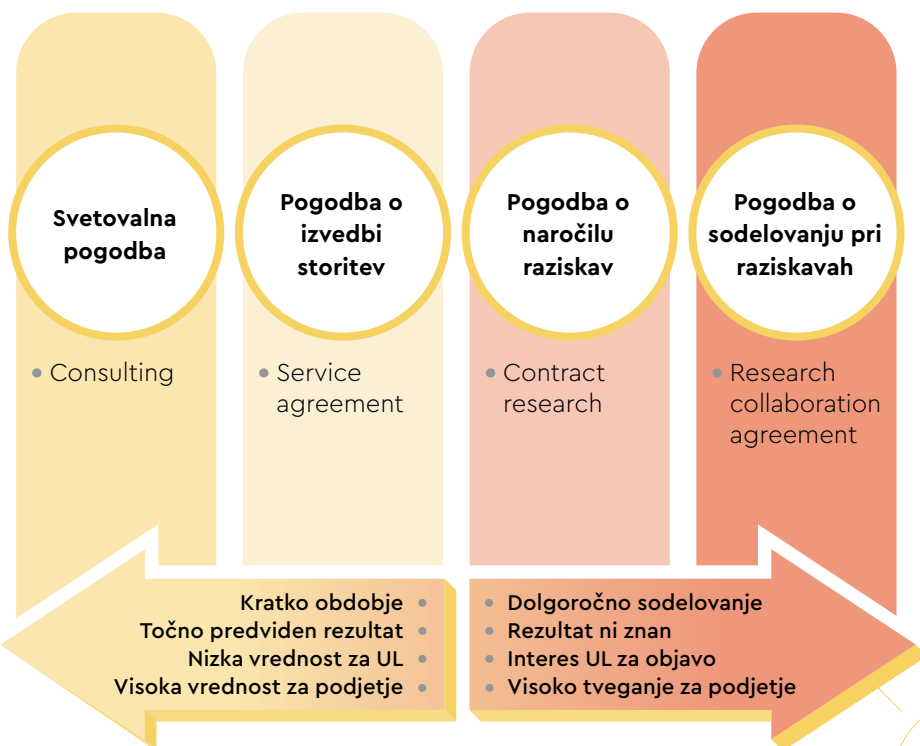 Svetovalna
pogodba
Pogodba o
izvedbi
storitev
Pogodba o
naročilu
raziskav
Pogodba o
sodelovanju pri
raziskavah
• Consulting
• Service
agreement
• Contract
research
• Research
collaboration
agreement
Kratko obdobje •
Točno predviden rezultat •
Nizka vrednost za UL •
Visoka vrednost za podjetje •
• Dolgoročno sodelovanje
• Rezultat ni znan
• Interes UL za objavo
• Visoko tveganje za podjetje